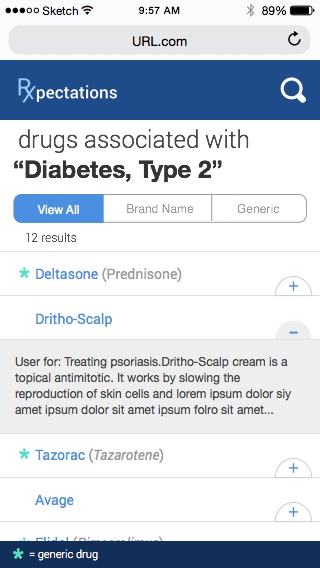 Sketch 9:57 AM 89%
URL.com
Rxpectations
drugs associated with
“Diabetes, Type 2”
View All Brand Name Generic
12 results
* Deltasone (Prednisone)
+
Dritho-Scalp
−
User for: Treating psoriasis.Dritho-Scalp cream is a
topical antimitotic. It works by slowing the
reproduction of skin cells and lorem ipsum dolor siy
amet ipsum dolor sit amet ipsum folro sit amet...
* Tazorac (Tazarotene)
+
Avage
+
* = generic drug